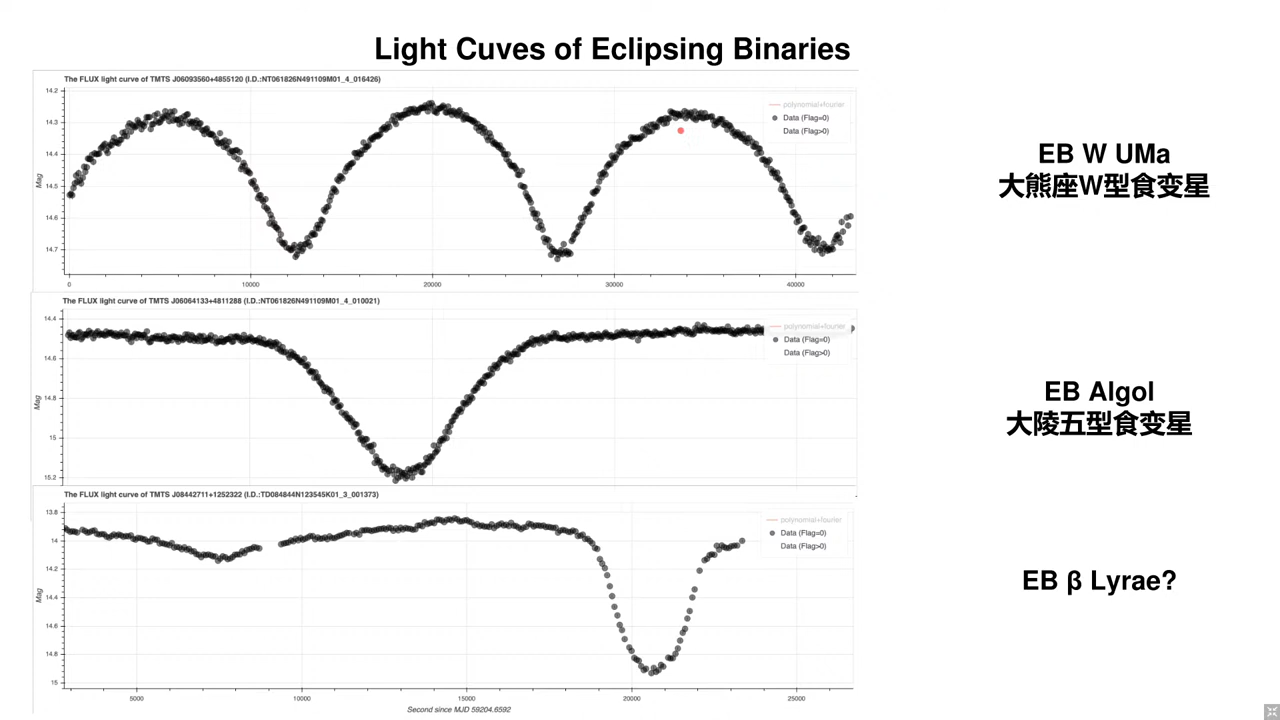 Light Cuves of Eclipsing Binaries
The FLUX light curve of TMTS J06093560+4855120 (I.D.:NT061826N491109M01_4_016426)
14.2
14.3
14.4
14.5
14.6
14.7
Mag
polynomial+fourier
Data (Flag=0)
Data (Flag>0)
0
10000
20000
30000
40000
EB W UMa
大熊座W型食变星
The FLUX light curve of TMTS J06064133+4811288 (I.D.:NT061826N491109M01_4_010021)
14.4
14.6
14.8
15
15.2
Mag
polynomial+fourier
Data (Flag=0)
Data (Flag>0)
EB Algol
大陵五型食变星
The FLUX light curve of TMTS J08442711+1252322 (I.D.:TD084844N123545K01_3_001373)
13.8
14
14.2
14.4
14.6
14.8
15
Mag
polynomial+fourier
Data (Flag=0)
Data (Flag>0)
5000
10000
15000
20000
25000
Second since MJD 59204.6592
EB β Lyrae?